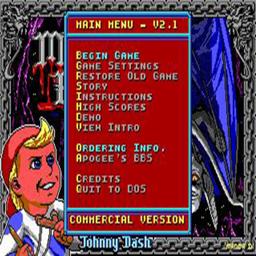 Main Menu - V2.1
Begin Game
Game Settings
Restore Old Game
Story
Instructions
High Scores
Demo
View Intro
Ordering Info.
Apogee's BBS
Credits
Quit to DOS
Commercial Version
Johnny Dash